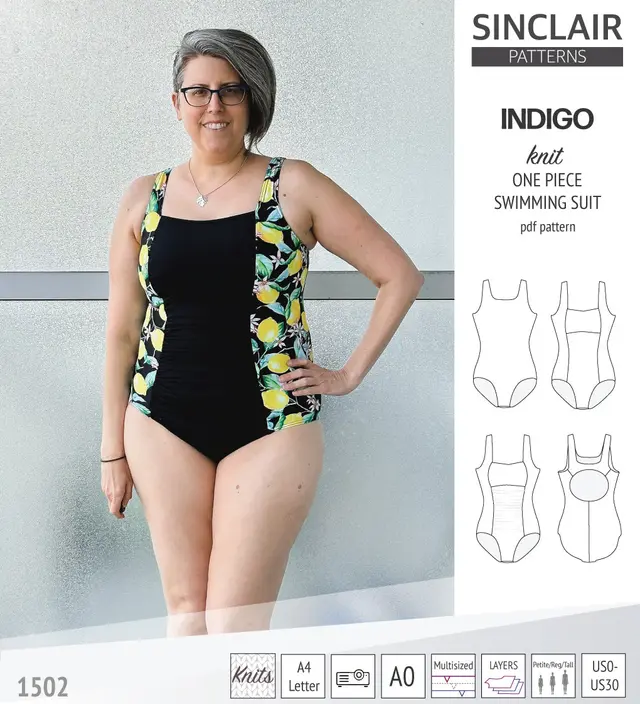 SINCLAIR
PATTERNS
INDIGO
knit
ONE PIECE
SWIMMING SUIT
pdf pattern
1502
Knits
A4
Letter
A0
Multisized
LAYERS
Petite/Reg/Tall
US0-
US30